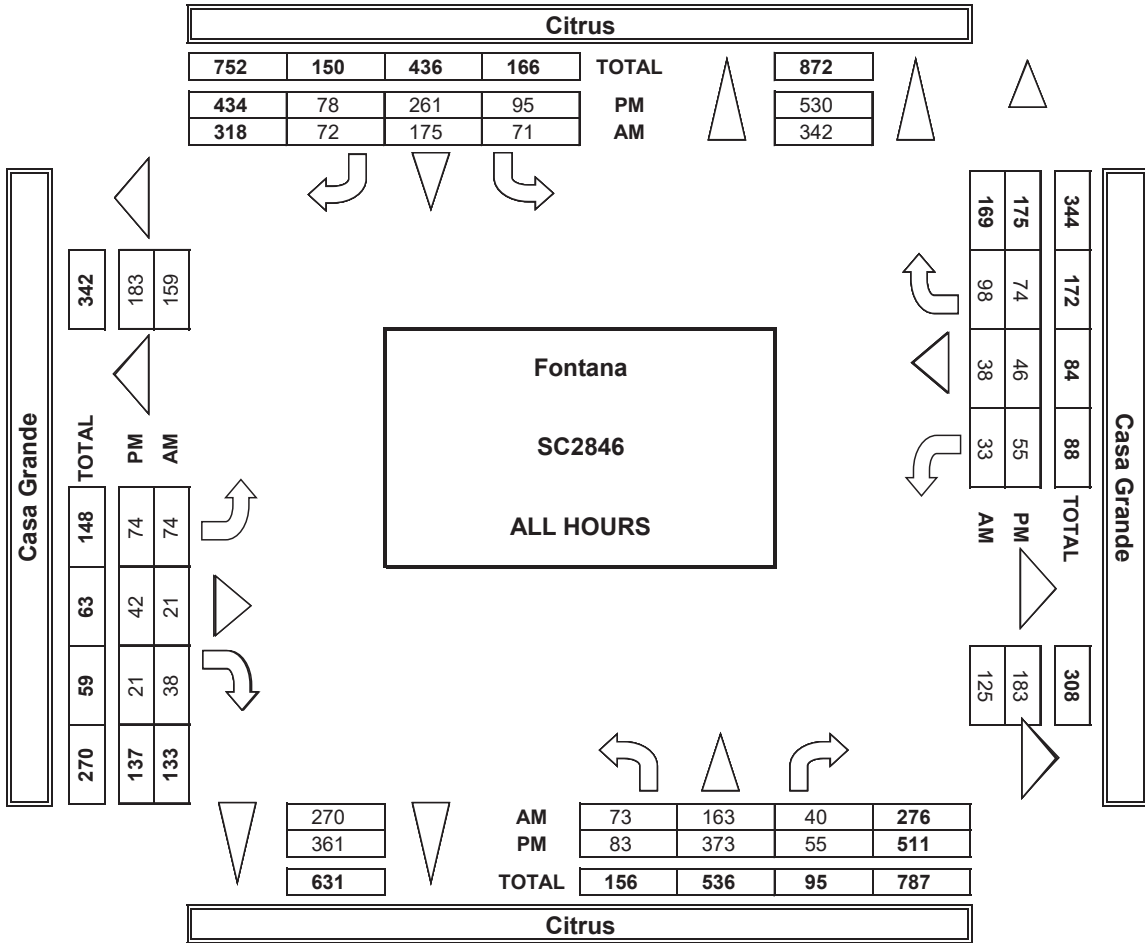 Citrus
752 150 436 166 TOTAL 872
434 78 261 95 PM 530
318 72 175 71 AM 342
Casa Grande
270 59 63 148 TOTAL 342
137 21 42 74 PM 183
133 38 21 74 AM 159
Fontana
SC2846
ALL HOURS
Casa Grande
344 172 84 88 TOTAL 308
175 74 46 55 PM 183
169 98 38 33 AM 125
270 AM 73 163 40 276
361 PM 83 373 55 511
631 TOTAL 156 536 95 787
Citrus